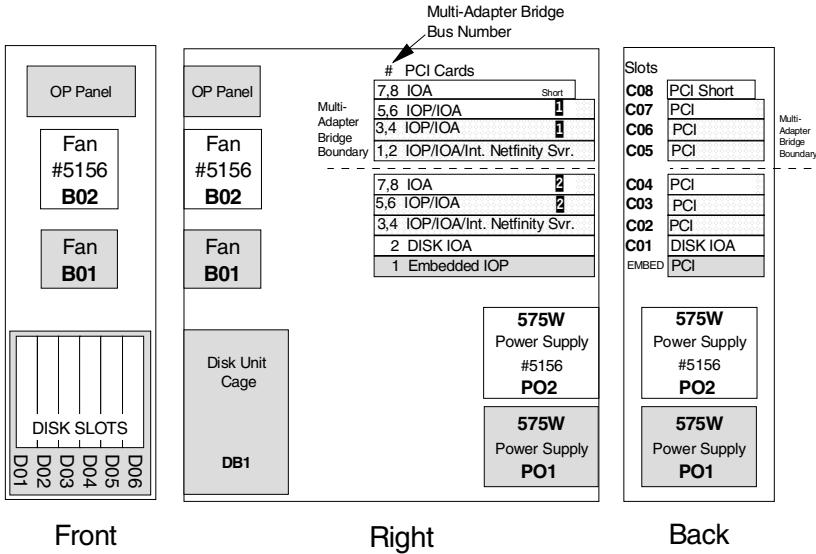 Multi-Adapter Bridge
Bus Number
OP Panel
Fan
#5156
B02
Fan
B01
DISK SLOTS
D01
D02
D03
D04
D05
D06
Front
OP Panel
Fan
#5156
B02
Fan
B01
Disk Unit
Cage
DB1
# PCI Cards
7,8 IOA Short
5,6 IOP/IOA 1
3,4 IOP/IOA 1
1,2 IOP/IOA/Int. Netfinity Svr.
Multi-
Adapter
Bridge
Boundary
7,8 IOA 2
5,6 IOP/IOA 2
3,4 IOP/IOA/Int. Netfinity Svr.
2 DISK IOA
1 Embedded IOP
575W
Power Supply
#5156
PO2
575W
Power Supply
PO1
Right
Slots
C08 PCI Short
C07 PCI
C06 PCI
C05 PCI
Multi-
Adapter
Bridge
Boundary
C04 PCI
C03 PCI
C02 PCI
C01 DISK IOA
EMBED PCI
575W
Power Supply
#5156
PO2
575W
Power Supply
PO1
Back